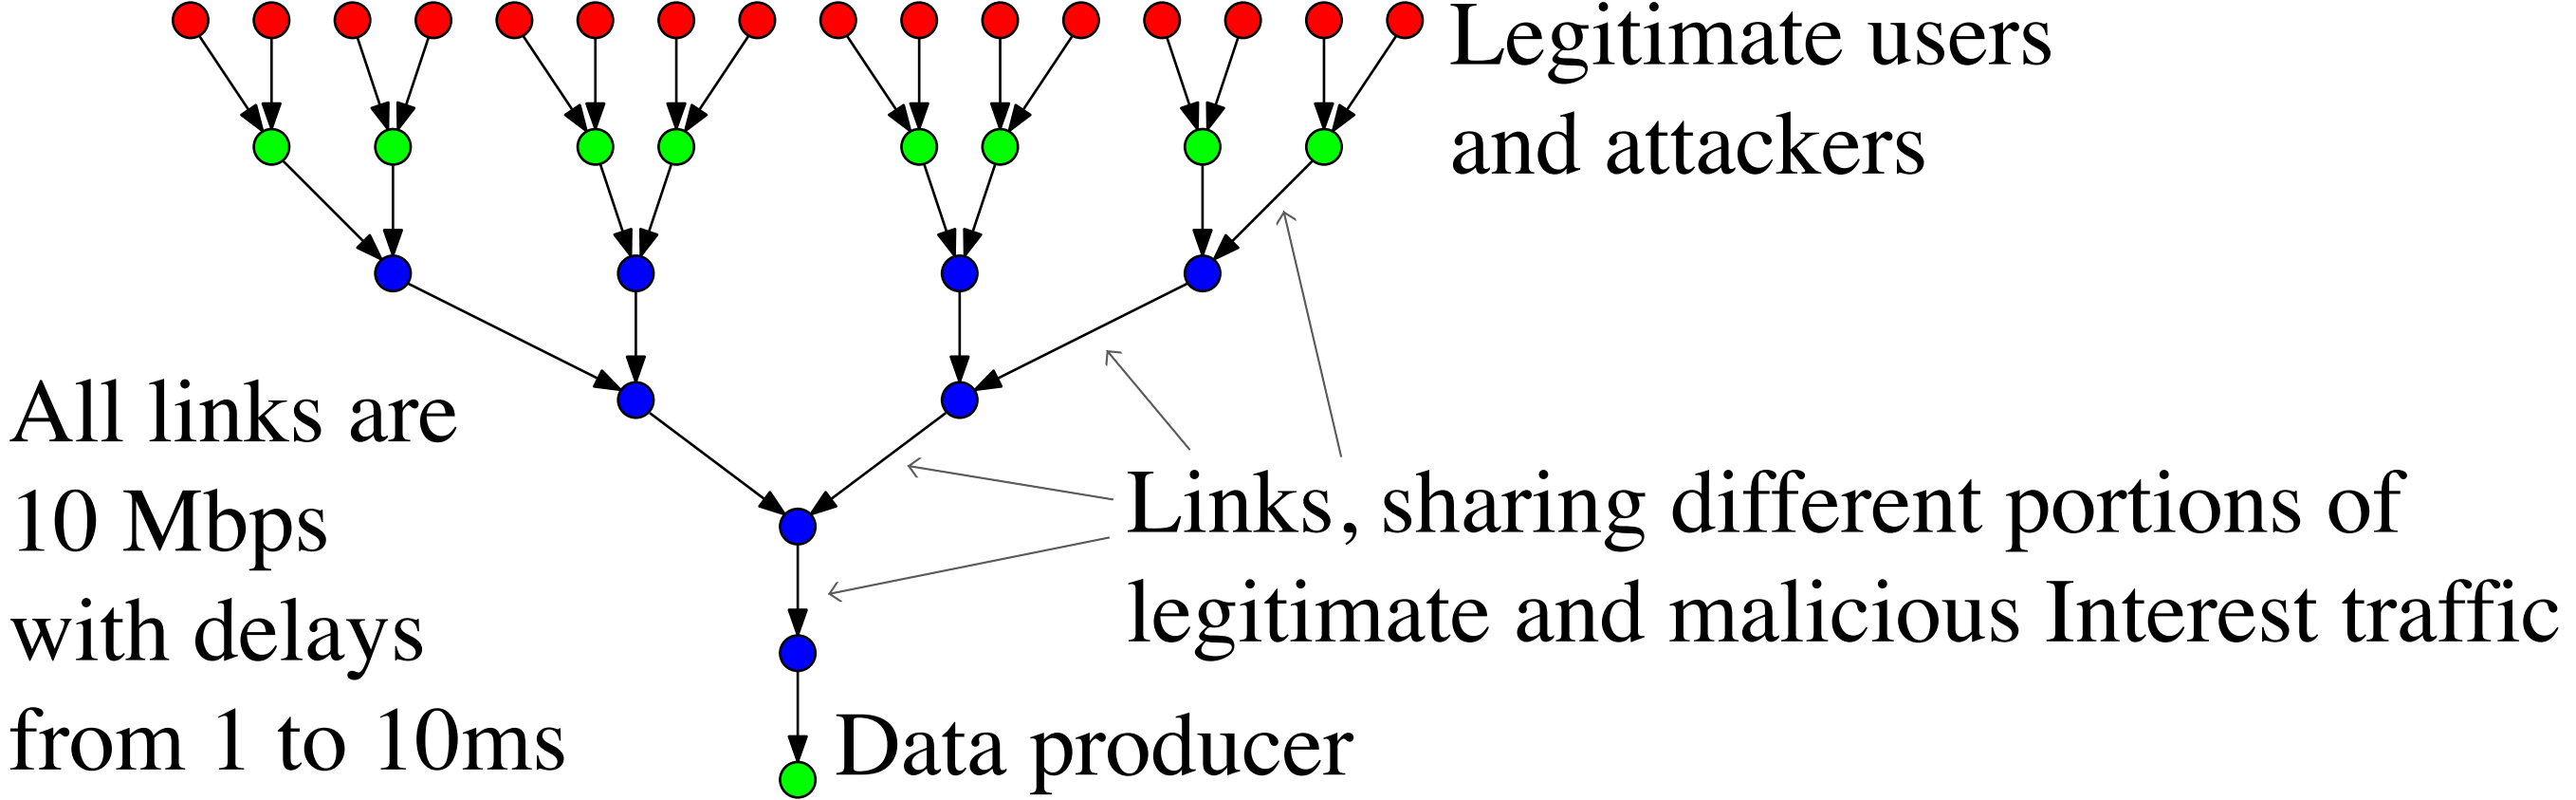 Legitimate users
and attackers
All links are
10 Mbps
with delays
from 1 to 10ms
Links, sharing different portions of
legitimate and malicious Interest traffic
Data producer